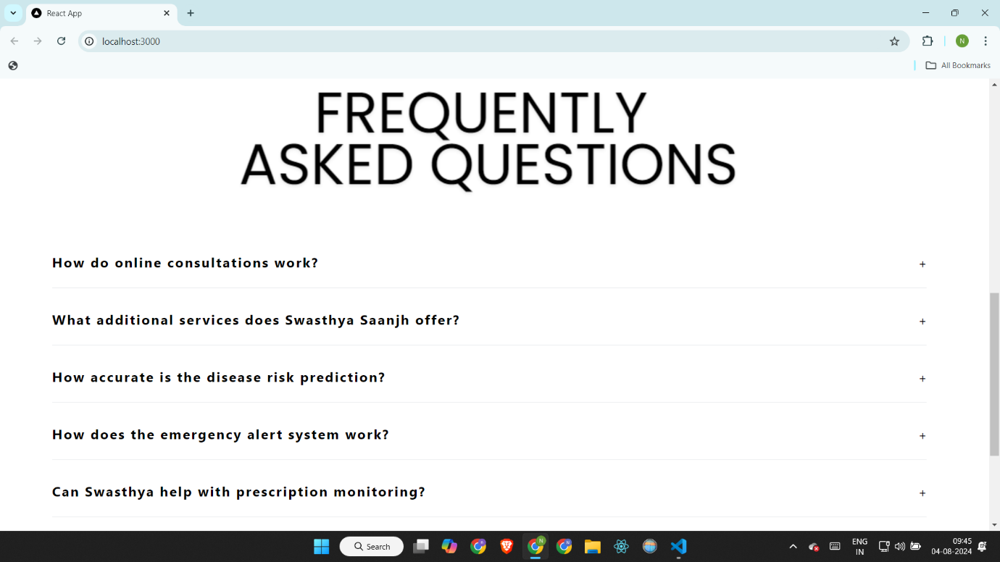 React App
localhost:3000
N
All Bookmarks
FREQUENTLY
ASKED QUESTIONS
How do online consultations work?
+
What additional services does Swasthya Saanjh offer?
+
How accurate is the disease risk prediction?
+
How does the emergency alert system work?
+
Can Swasthya help with prescription monitoring?
+
Search
ENG
IN
09:45
04-08-2024